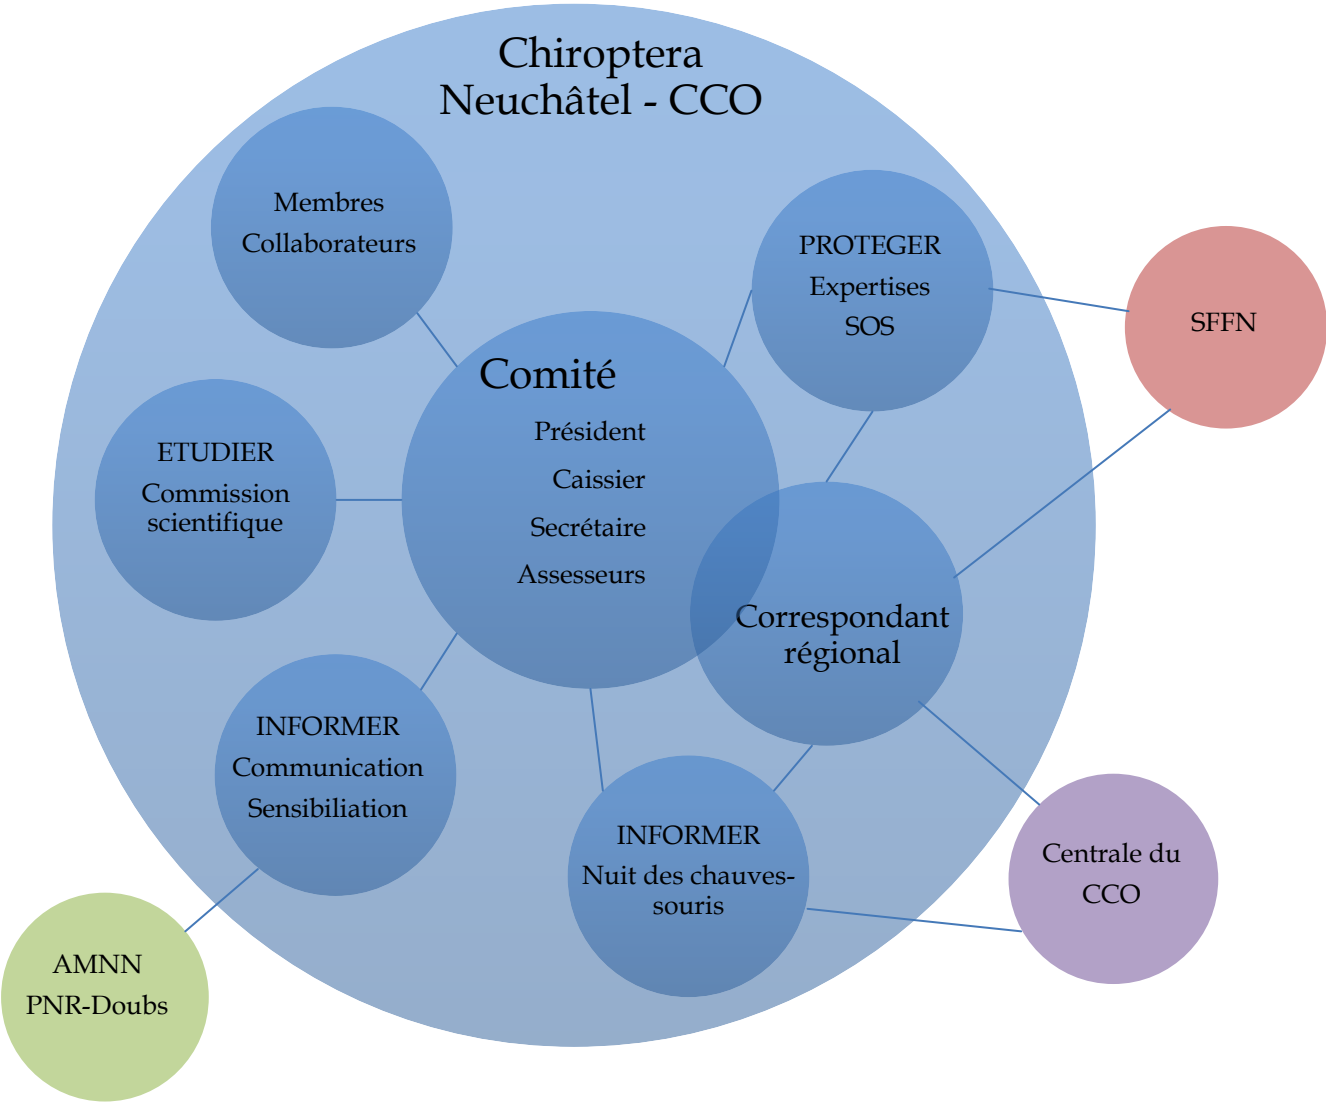 Chiroptera
Neuchâtel - CCO
Membres
Collaborateurs
PROTEGER
Expertises
SOS
SFFN
Comité
Président
Caissier
Secrétaire
Assesseurs
ETUDIER
Commission
scientifique
Correspondant
régional
INFORMER
Communication
Sensibiliation
INFORMER
Nuit des chauves-
souris
Centrale du
CCO
AMNN
PNR-Doubs